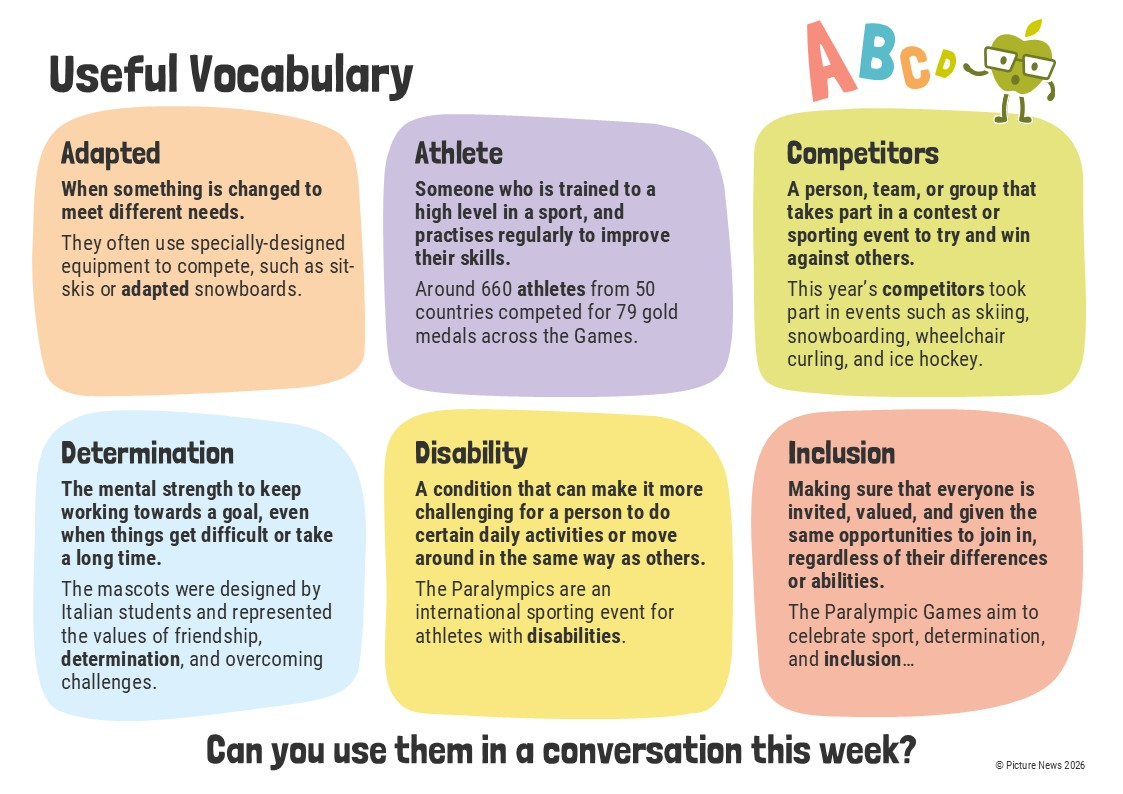 Useful Vocabulary
A B C D
Adapted
When something is changed to
meet different needs.
They often use specially-designed
equipment to compete, such as sit-
skis or adapted snowboards.
Athlete
Someone who is trained to a
high level in a sport, and
practises regularly to improve
their skills.
Around 660 athletes from 50
countries competed for 79 gold
medals across the Games.
Competitors
A person, team, or group that
takes part in a contest or
sporting event to try and win
against others.
This year's competitors took
part in events such as skiing,
snowboarding, wheelchair
curling, and ice hockey.
Determination
The mental strength to keep
working towards a goal, even
when things get difficult or take
a long time.
The mascots were designed by
Italian students and represented
the values of friendship,
determination, and overcoming
challenges.
Disability
A condition that can make it more
challenging for a person to do
certain daily activities or move
around in the same way as others.
The Paralympics are an
international sporting event for
athletes with disabilities.
Inclusion
Making sure that everyone is
invited, valued, and given the
same opportunities to join in,
regardless of their differences
or abilities.
The Paralympic Games aim to
celebrate sport, determination,
and inclusion…
Can you use them in a conversation this week?
© Picture News 2026